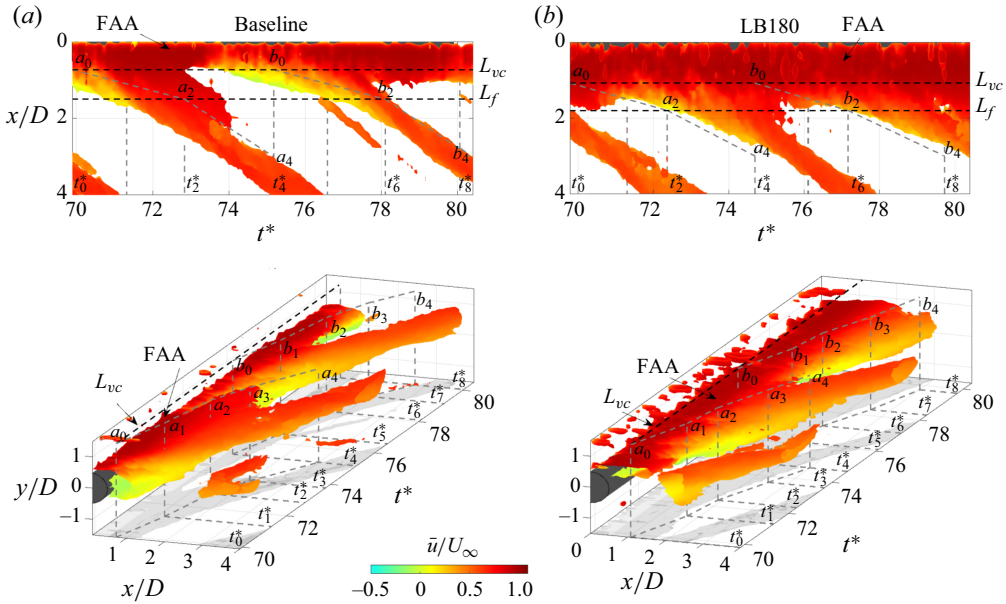 (a)
FAA
Baseline
(b)
LB180
FAA
0
2
4
x/D
a0
b0
a2
b2
a4
b4
L_vc
L_f
t0*
t2*
t4*
t6*
t8*
70
72
74
76
78
80
t*
0
2
4
a0
b0
a2
b2
a4
b4
L_vc
L_f
t0*
t2*
t4*
t6*
t8*
70
72
74
76
78
80
t*
FAA
L_vc
a0
a1
a2
a3
a4
b0
b1
b2
b3
b4
t0*
t1*
t2*
t3*
t4*
t5*
t6*
t7*
t8*
1
0
−1
y/D
1
2
3
4
x/D
70
72
74
76
78
80
t*
FAA
L_vc
a0
a1
a2
a3
a4
b0
b1
b2
b3
b4
t0*
t1*
t2*
t3*
t4*
t5*
t6*
t7*
t8*
1
0
−1
0
1
2
3
4
x/D
70
72
74
76
78
80
t*
ū/U∞
−0.5
0
0.5
1.0